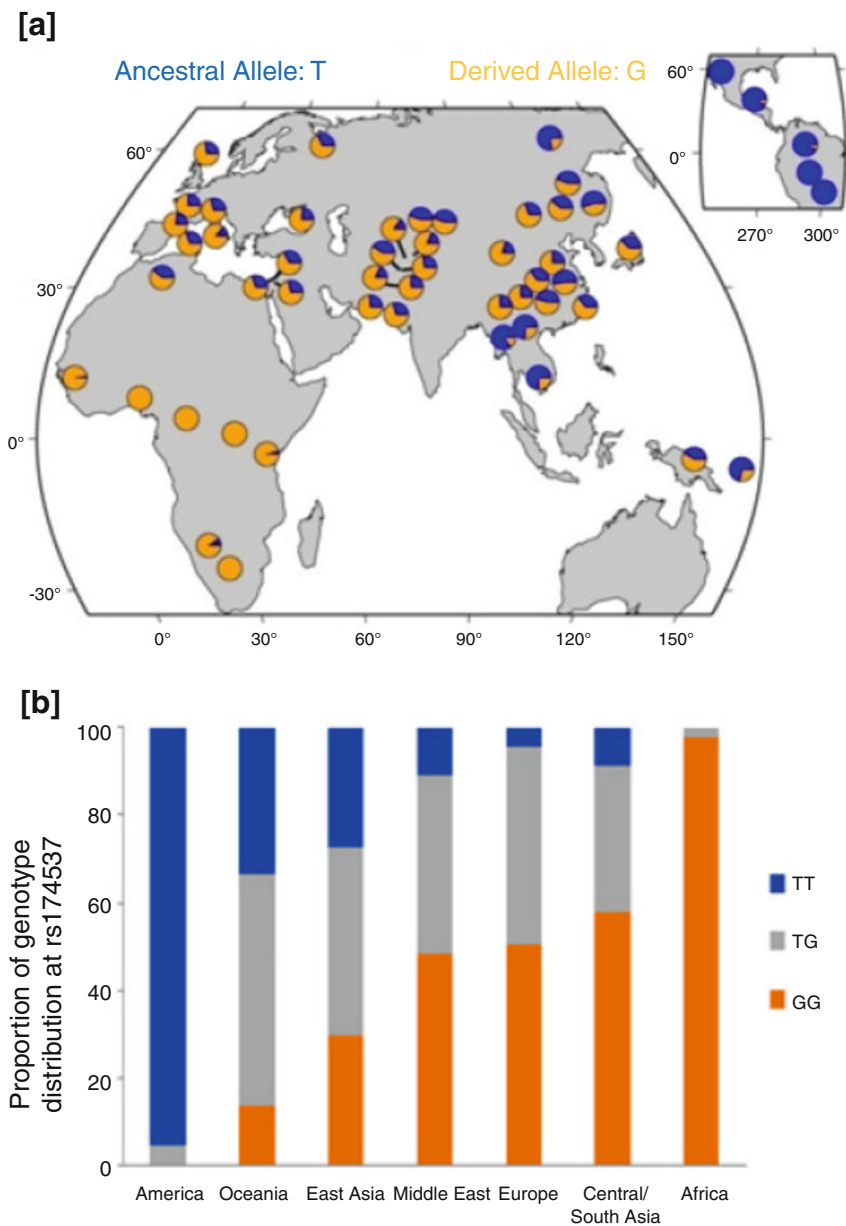 [a]
Ancestral Allele: T
Derived Allele: G
60°
0°
270°
300°
60°
30°
0°
-30°
0°
30°
60°
90°
120°
150°
[b]
Proportion of genotype
distribution at rs174537
100
80
60
40
20
0
TT
TG
GG
America
Oceania
East Asia
Middle East
Europe
Central/
South Asia
Africa